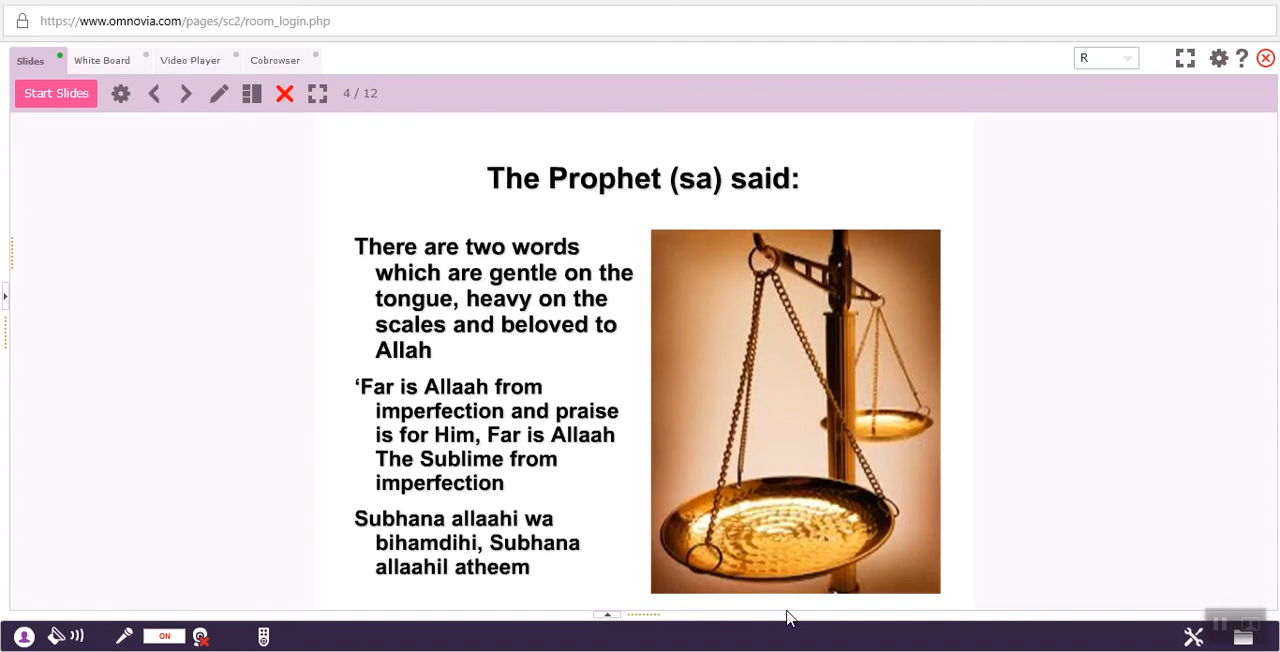 https://www.omnovia.com/pages/sc2/room_login.php
Slides
White Board
Video Player
Cobrowser
R
Start Slides
4 / 12
The Prophet (sa) said:
There are two words
which are gentle on the
tongue, heavy on the
scales and beloved to
Allah
‘Far is Allaah from
imperfection and praise
is for Him, Far is Allaah
The Sublime from
imperfection
Subhana allaahi wa
bihamdihi, Subhana
allaahil atheem
ON